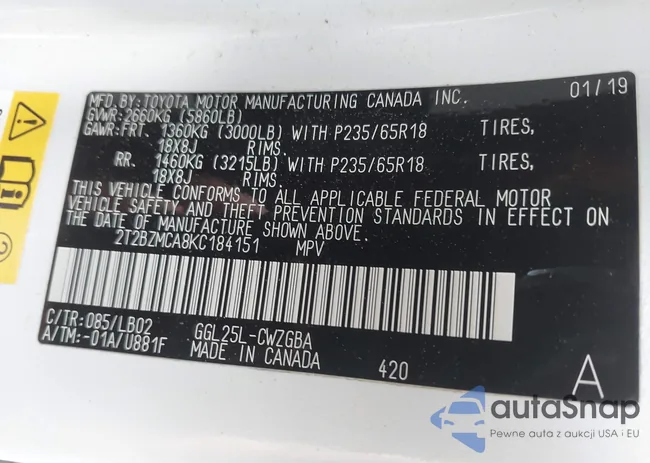 MFD.BY:TOYOTA MOTOR MANUFACTURING CANADA INC. 01/19
GVWR:2660KG (5860LB)
GAWR:FRT. 1360KG (3000LB) WITH P235/65R18 TIRES,
18X8J RIMS.
RR. 1460KG (3215LB) WITH P235/65R18 TIRES,
18X8J RIMS.
THIS VEHICLE CONFORMS TO ALL APPLICABLE FEDERAL MOTOR
VEHICLE SAFETY AND THEFT PREVENTION STANDARDS IN EFFECT ON
THE DATE OF MANUFACTURE SHOWN ABOVE.
2T2BZMCA8KC184151 MPV
C/TR:085/LB02 GGL25L-CWZGBA
A/TM:-01A/U881F MADE IN CANADA 420 A
autaSnap
Pewne auta z aukcji USA i EU